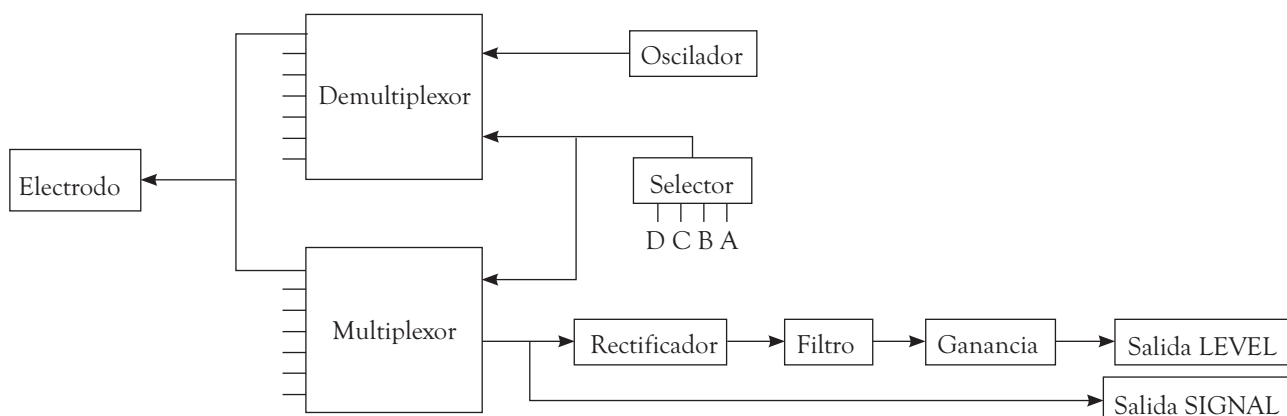 Oscilador
Demultiplexor
Electrodo
Selector
D C B A
Multiplexor
Rectificador
Filtro
Ganancia
Salida LEVEL
Salida SIGNAL